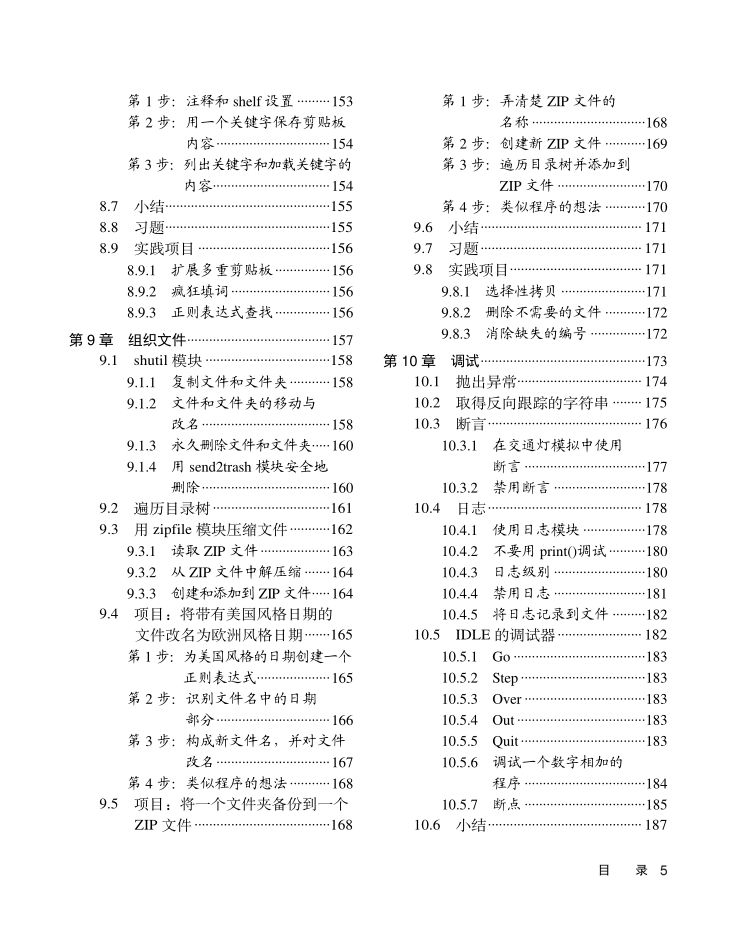 第 1 步：注释和 shelf 设置 ·········153
第 2 步：用一个关键字保存剪贴板
内容······························154
第 3 步：列出关键字和加载关键字的
内容······························154
8.7 小结··········································155
8.8 习题··········································155
8.9 实践项目··································156
8.9.1 扩展多重剪贴板···············156
8.9.2 疯狂填词··························156
8.9.3 正则表达式查找···············156
第 9 章 组织文件····································157
9.1 shutil 模块································158
9.1.1 复制文件和文件夹···········158
9.1.2 文件和文件夹的移动与
改名·································158
9.1.3 永久删除文件和文件夹·····160
9.1.4 用 send2trash 模块安全地
删除·································160
9.2 遍历目录树······························161
9.3 用 zipfile 模块压缩文件··········162
9.3.1 读取 ZIP 文件··················163
9.3.2 从 ZIP 文件中解压缩·······164
9.3.3 创建和添加到 ZIP 文件·····164
9.4 项目：将带有美国风格日期的
文件改名为欧洲风格日期·······165
第 1 步：为美国风格的日期创建一个
正则表达式···················165
第 2 步：识别文件名中的日期
部分·····························166
第 3 步：构成新文件名，并对文件
改名·····························167
第 4 步：类似程序的想法··········168
9.5 项目：将一个文件夹备份到一个
ZIP 文件···································168
第 1 步：弄清楚 ZIP 文件的
名称·····························168
第 2 步：创建新 ZIP 文件··········169
第 3 步：遍历目录树并添加到
ZIP 文件······················170
第 4 步：类似程序的想法··········170
9.6 小结·········································171
9.7 习题·········································171
9.8 实践项目··································171
9.8.1 选择性拷贝······················171
9.8.2 删除不需要的文件··········172
9.8.3 消除缺失的编号··············172
第 10 章 调试··········································173
10.1 抛出异常································174
10.2 取得反向跟踪的字符串········175
10.3 断言·······································176
10.3.1 在交通灯模拟中使用
断言·······························177
10.3.2 禁用断言·······················178
10.4 日志·······································178
10.4.1 使用日志模块················178
10.4.2 不要用 print()调试·········180
10.4.3 日志级别·······················180
10.4.4 禁用日志·······················181
10.4.5 将日志记录到文件·········182
10.5 IDLE 的调试器······················182
10.5.1 Go··································183
10.5.2 Step································183
10.5.3 Over·······························183
10.5.4 Out·································183
10.5.5 Quit································183
10.5.6 调试一个数字相加的
程序·······························184
10.5.7 断点·······························185
10.6 小结·······································187
目 录 5